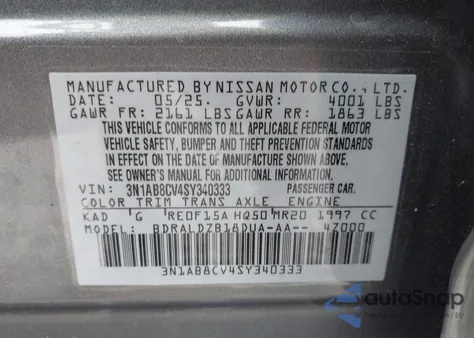 MANUFACTURED BY NISSAN MOTOR CO., LTD.
DATE: 05/25. GVWR: 4001 LBS
GAWR FR: 2161 LBS GAWR RR: 1863 LBS
THIS VEHICLE CONFORMS TO ALL APPLICABLE FEDERAL MOTOR
VEHICLE SAFETY, BUMPER AND THEFT PREVENTION STANDARDS
IN EFFECT ON THE DATE OF MANUFACTURE SHOWN ABOVE.
SEE OWNER'S MANUAL FOR ADDITIONAL INFORMATION.
VIN: 3N1AB8CV4SY340333 PASSENGER CAR.
COLOR TRIM TRANS AXLE ENGINE
KAD G RE0F15A HQ50 MR20 1997 CC
MODEL: BDRALDZB18DUA-AA-- 4Z000
3N1AB8CV4SY340333
autoSnap